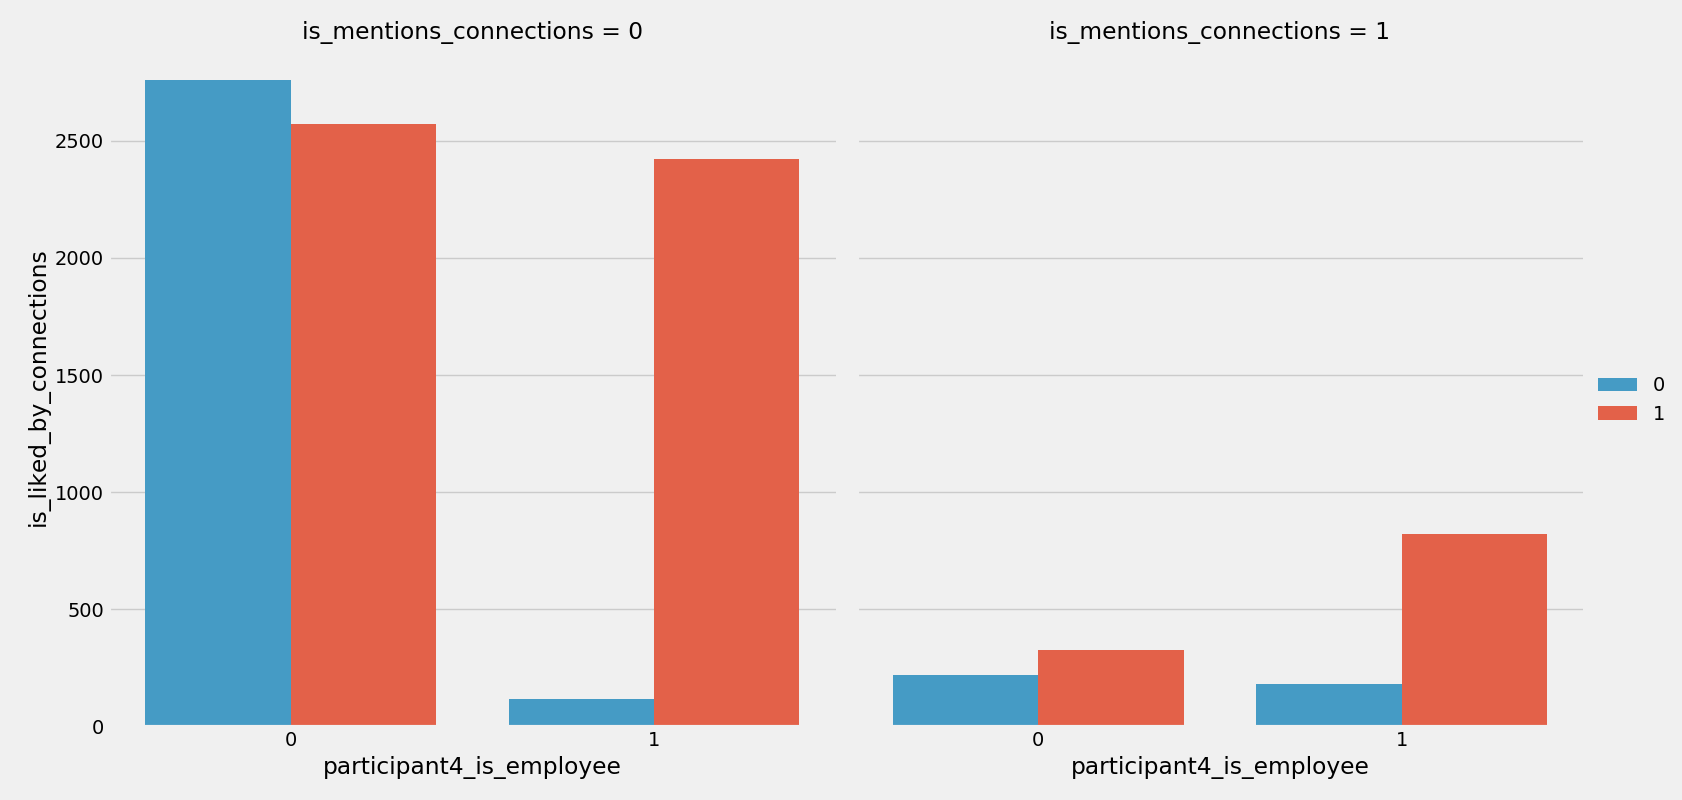 is_mentions_connections = 0
is_mentions_connections = 1
is_liked_by_connections
2500
2000
1500
1000
500
0
0
1
participant4_is_employee
0
1
participant4_is_employee
0
1